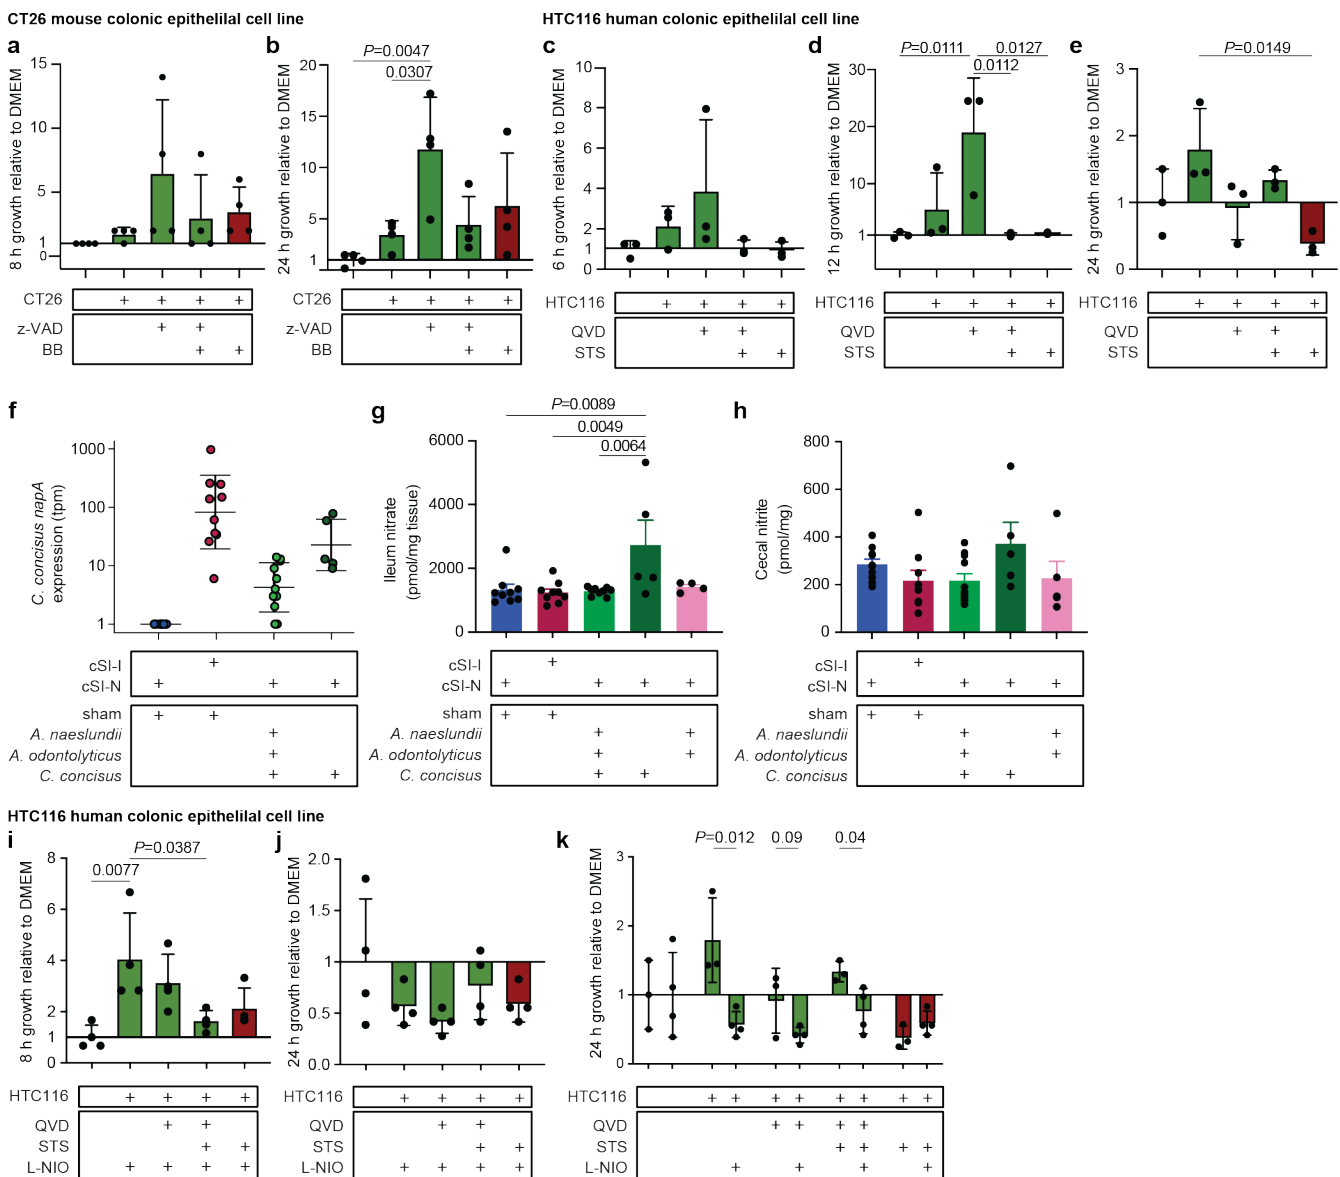 CT26 mouse colonic epithelilal cell line
HTC116 human colonic epithelilal cell line
a
8 h growth relative to DMEM
15
10
5
1
0
CT26 + + + +
z-VAD + +
BB + +
b
24 h growth relative to DMEM
P=0.0047
0.0307
20
15
10
5
1
CT26 + + + +
z-VAD + +
BB + +
c
6 h growth relative to DMEM
10
8
6
4
2
1
0
HTC116 + + + +
QVD + +
STS + +
d
12 h growth relative to DMEM
P=0.0111
0.0127
0.0112
30
20
10
1
HTC116 + + + +
QVD + +
STS + +
e
24 h growth relative to DMEM
P=0.0149
3
2
1
0
HTC116 + + + +
QVD + +
STS + +
f
C. concisus napA
expression (tpm)
1000
100
10
1
cSI-I +
cSI-N + + +
sham + +
A. naeslundii +
A. odontolyticus +
C. concisus + +
g
Ileum nitrate
(pmol/mg tissue)
P=0.0089
0.0049
0.0064
6000
4000
2000
0
cSI-I +
cSI-N + + + +
sham + +
A. naeslundii + +
A. odontolyticus + +
C. concisus + +
h
Cecal nitrite
(pmol/mg)
800
600
400
200
0
cSI-I +
cSI-N + + + +
sham + +
A. naeslundii + +
A. odontolyticus + +
C. concisus + +
HTC116 human colonic epithelilal cell line
i
8 h growth relative to DMEM
P=0.0387
0.0077
8
6
4
2
1
0
HTC116 + + + +
QVD + +
STS + +
L-NIO + + + +
j
24 h growth relative to DMEM
2.0
1.5
1
0.5
0.0
HTC116 + + + +
QVD + +
STS + +
L-NIO + + + +
k
24 h growth relative to DMEM
P=0.012 0.09 0.04
3
2
1
0
HTC116 + + + + + + + +
QVD + + + +
STS + + + +
L-NIO + + + +